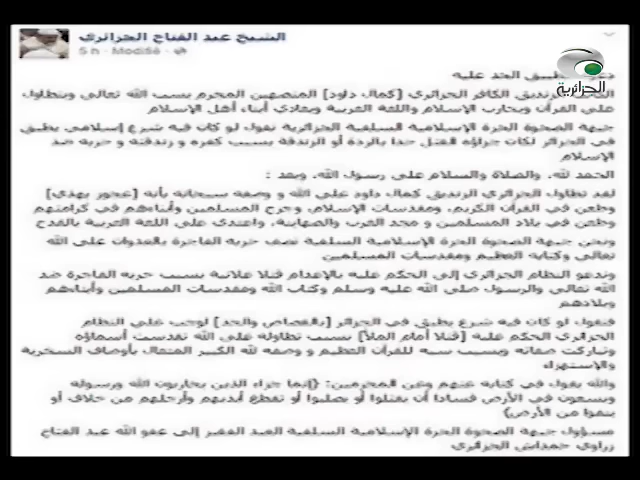 الشيخ عبد الفتاح الجزائري
5 h · Modifié ·
الجزائرية
دعوة تطبيق الحد عليه
الزنديق الكافر الجزائري [كمال داود] المتصهين المجرم بسب الله تعالى ويتطاول
على القرآن ويحارب الإسلام واللغة العربية ويعادي أبناء أهل الإسلام
جبهة الصحوة الحرة الإسلامية السلفية الجزائرية تقول لو كان فيه شرع إسلامي يطبق
في الجزائر لكان جزاؤه القتل حدا بالردة أو الزندقة بسبب كفره و زندقته و حربه ضد
الإسلام
الحمد لله، والصلاة والسلام على رسول الله، وبعد :
لقد تطاول الجزائري الزنديق كمال داود على الله و وصفه سبحانه بأنه [عجوز يهذي]
وطعن في القرآن الكريم، ومقدسات الإسلام، وجرح المسلمين وأبناءهم في كرامتهم
وطعن في بلاد المسلمين و مجد الغرب والصهاينة، واعتدى على اللغة العربية بالقدح
ونحن جبهة الصحوة الحرة الإسلامية السلفية نصف حربه الفاجرة بالعدوان على الله
تعالى وكتابه العظيم ومقدسات المسلمين
وندعو النظام الجزائري إلى الحكم عليه بالإعدام قتلا علانية بسبب حربه الفاجرة ضد
الله تعالى والرسول صلى الله عليه وسلم وكتاب الله ومقدسات المسلمين وأبناءهم
وبلادهم
فنقول لو كان فيه شرع يطبق في الجزائر [بالقصاص والحد] لوجب على النظام
الجزائري الحكم عليه [قتلا أمام الملأ] بسبب تطاوله على الله تقدست أسماؤه
وتباركت صفاته وبسبب سبه للقرآن العظيم و وصفه لله الكبير المتعال بأوصاف السخرية
والإستهزاء
والله يقول في كتابه عنهم وعن المجرمين: {إنما جزاء الذين يحاربون الله ورسوله
ويسعون في الأرض فسادا أن يقتلوا أو يصلبوا أو تقطع أيديهم وأرجلهم من خلاف أو
ينفوا من الأرض}
مسؤول جبهة الصحوة الحرة الإسلامية السلفية العبد الفقير إلى عفو الله عبد الفتاح
زراوي حمداش الجزائري